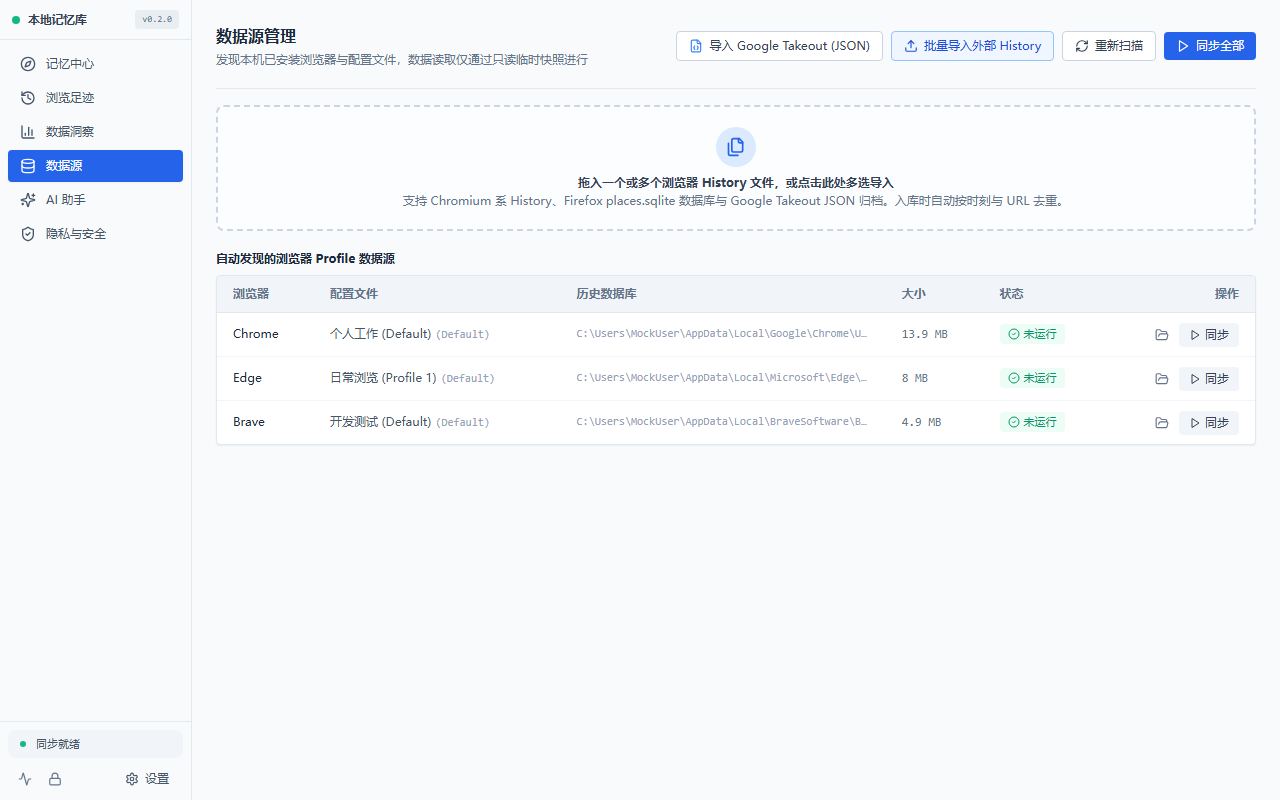 本地记忆库 v0.2.0
记忆中心
浏览足迹
数据洞察
数据源
AI 助手
隐私与安全
同步就绪
设置
数据源管理
发现本机已安装浏览器与配置文件，数据读取仅通过只读临时快照进行
导入 Google Takeout (JSON) 批量导入外部 History 重新扫描 同步全部
拖入一个或多个浏览器 History 文件，或点击此处多选导入
支持 Chromium 系 History、Firefox places.sqlite 数据库与 Google Takeout JSON 归档。入库时自动按时刻与 URL 去重。
自动发现的浏览器 Profile 数据源
浏览器 配置文件 历史数据库 大小 状态 操作
Chrome 个人工作 (Default) (Default) C:\Users\MockUser\AppData\Local\Google\Chrome\U… 13.9 MB 未运行 同步
Edge 日常浏览 (Profile 1) (Default) C:\Users\MockUser\AppData\Local\Microsoft\Edge\… 8 MB 未运行 同步
Brave 开发测试 (Default) (Default) C:\Users\MockUser\AppData\Local\BraveSoftware\B… 4.9 MB 未运行 同步